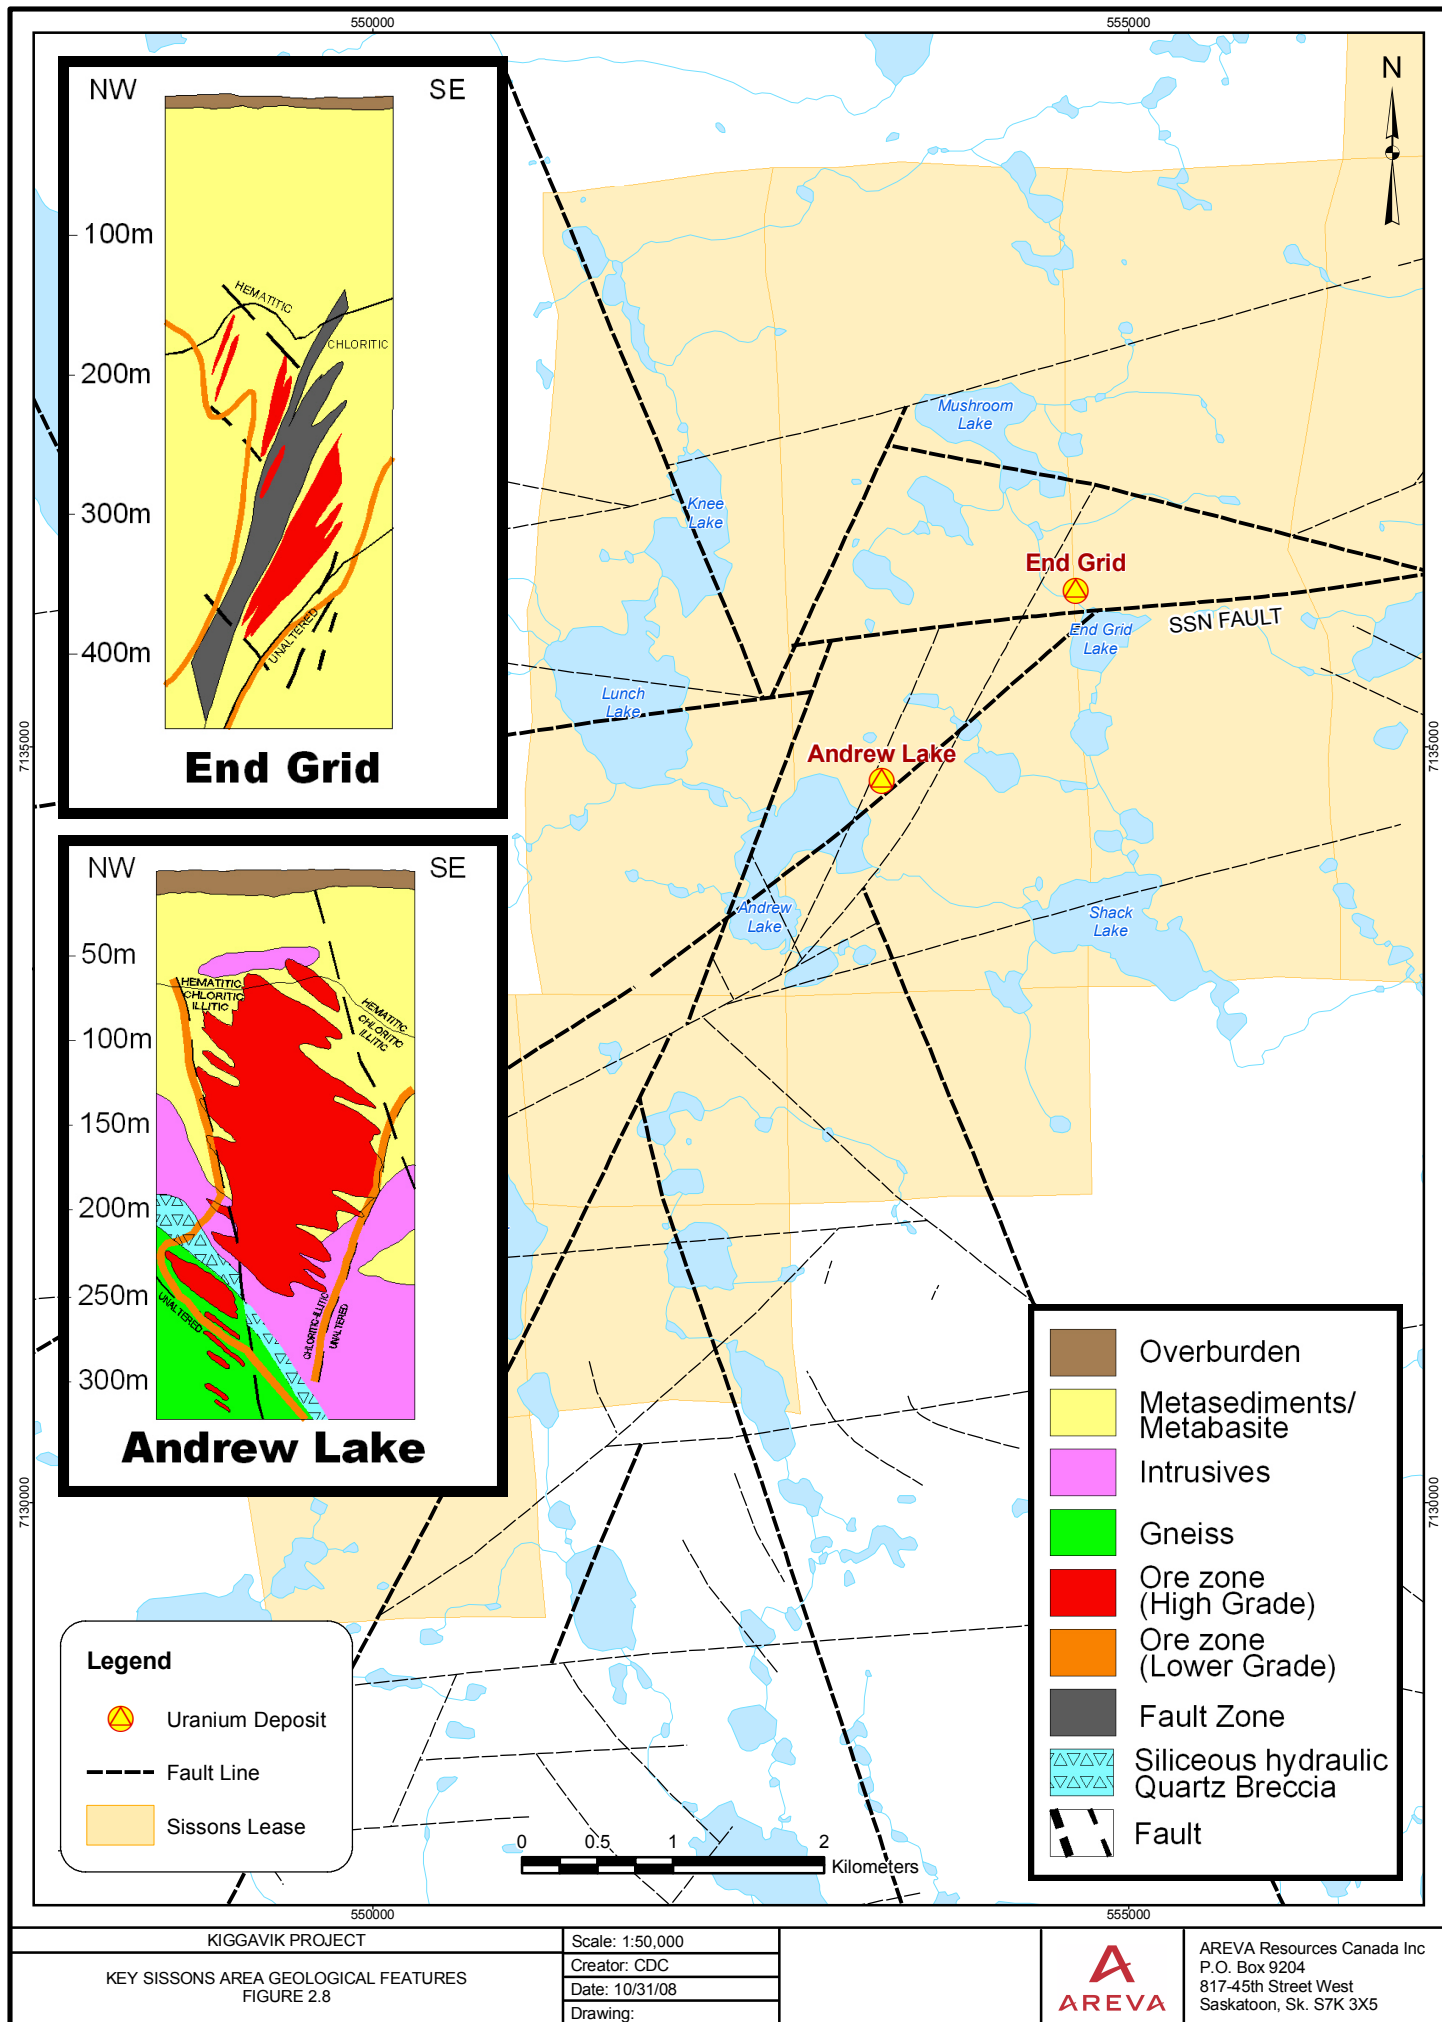 550000
555000
NW
SE
100m
HEMATITIC
CHLORITIC
200m
300m
UNALTERED
400m
End Grid
NW
SE
50m
HEMATITIC
CHLORITIC
ILLITIC
HEMATITIC
CHLORITIC
ILLITIC
100m
150m
200m
250m
UNALTERED
CHLORITIC-ILLITIC
UNALTERED
300m
Andrew Lake
N
Mushroom
Lake
Knee
Lake
End Grid
SSN FAULT
End Grid
Lake
Lunch
Lake
Andrew Lake
Andrew
Lake
Shack
Lake
7135000
7135000
7130000
7130000
Overburden
Metasediments/
Metabasite
Intrusives
Gneiss
Ore zone
(High Grade)
Ore zone
(Lower Grade)
Fault Zone
Siliceous hydraulic
Quartz Breccia
Fault
Legend
Uranium Deposit
Fault Line
Sissons Lease
0 0.5 1 2
Kilometers
550000
555000
KIGGAVIK PROJECT
KEY SISSONS AREA GEOLOGICAL FEATURES
FIGURE 2.8
Scale: 1:50,000
Creator: CDC
Date: 10/31/08
Drawing:
AREVA
AREVA Resources Canada Inc
P.O. Box 9204
817-45th Street West
Saskatoon, Sk. S7K 3X5